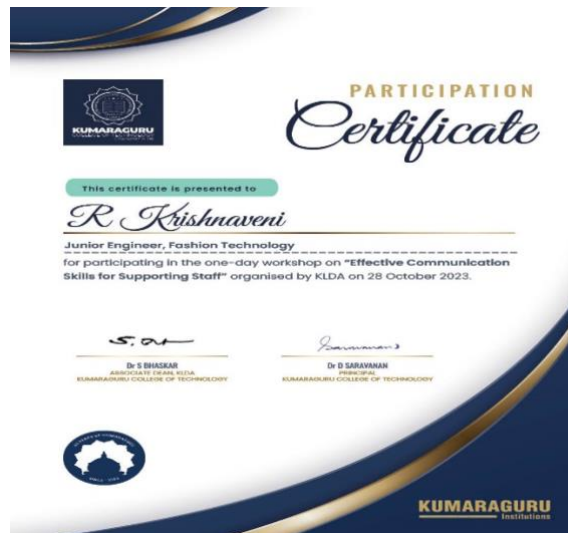 KUMARAGURU
PARTICIPATION
Certificate
This certificate is presented to
R Krishnaveni
Junior Engineer, Fashion Technology
for participating in the one-day workshop on "Effective Communication
Skills for Supporting Staff" organised by KLDA on 28 October 2023.
Dr S BHASKAR
ASSOCIATE DEAN, KLDA
KUMARAGURU COLLEGE OF TECHNOLOGY
Dr D SARAVANAN
PRINCIPAL
KUMARAGURU COLLEGE OF TECHNOLOGY
KUMARAGURU
Institutions